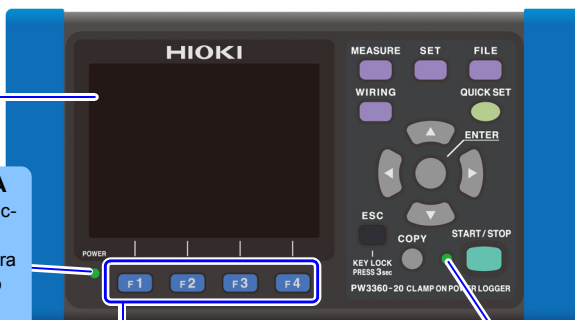 HIOKI
MEASURE SET FILE
WIRING QUICK SET
ENTER
A
c-
ESC
COPY START/STOP
POWER
ra
KEY LOCK
PRESS 3sec
F1 F2 F3 F4
PW3360-20 CLAMP ON POWER LOGGER